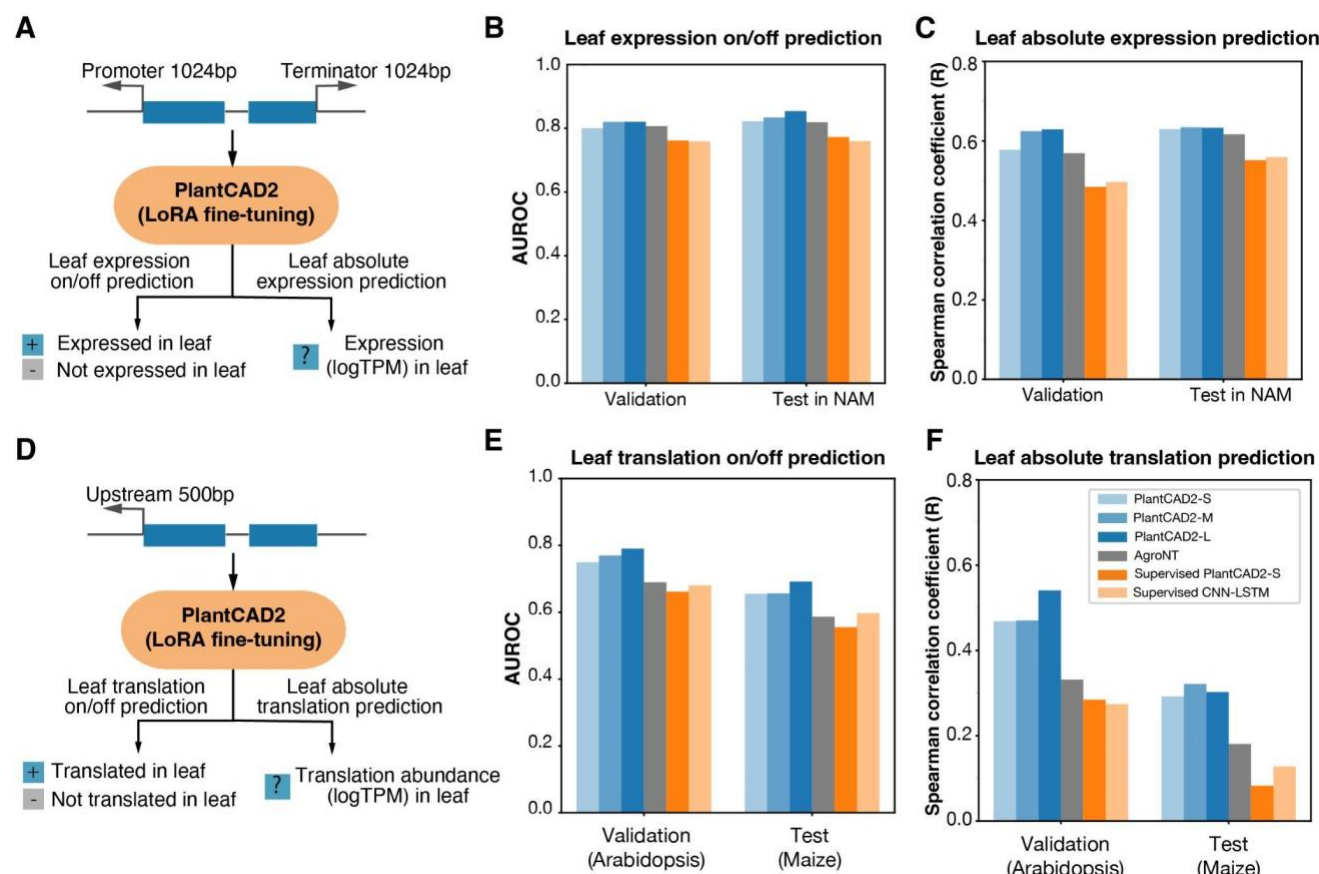 A
Promoter 1024bp
Terminator 1024bp
PlantCAD2
(LoRA fine-tuning)
Leaf expression
on/off prediction
Leaf absolute
expression prediction
+ Expressed in leaf
- Not expressed in leaf
? Expression
(logTPM) in leaf
B
Leaf expression on/off prediction
AUROC
1.0
0.8
0.6
0.4
0.2
0.0
Validation
Test in NAM
C
Leaf absolute expression prediction
Spearman correlation coefficient (R)
0.8
0.6
0.4
0.2
0.0
Validation
Test in NAM
D
Upstream 500bp
PlantCAD2
(LoRA fine-tuning)
Leaf translation
on/off prediction
Leaf absolute
translation prediction
+ Translated in leaf
- Not translated in leaf
? Translation abundance
(logTPM) in leaf
E
Leaf translation on/off prediction
AUROC
1.0
0.8
0.6
0.4
0.2
0.0
Validation
(Arabidopsis)
Test
(Maize)
F
Leaf absolute translation prediction
Spearman correlation coefficient (R)
0.8
0.6
0.4
0.2
0.0
PlantCAD2-S
PlantCAD2-M
PlantCAD2-L
AgroNT
Supervised PlantCAD2-S
Supervised CNN-LSTM
Validation
(Arabidopsis)
Test
(Maize)